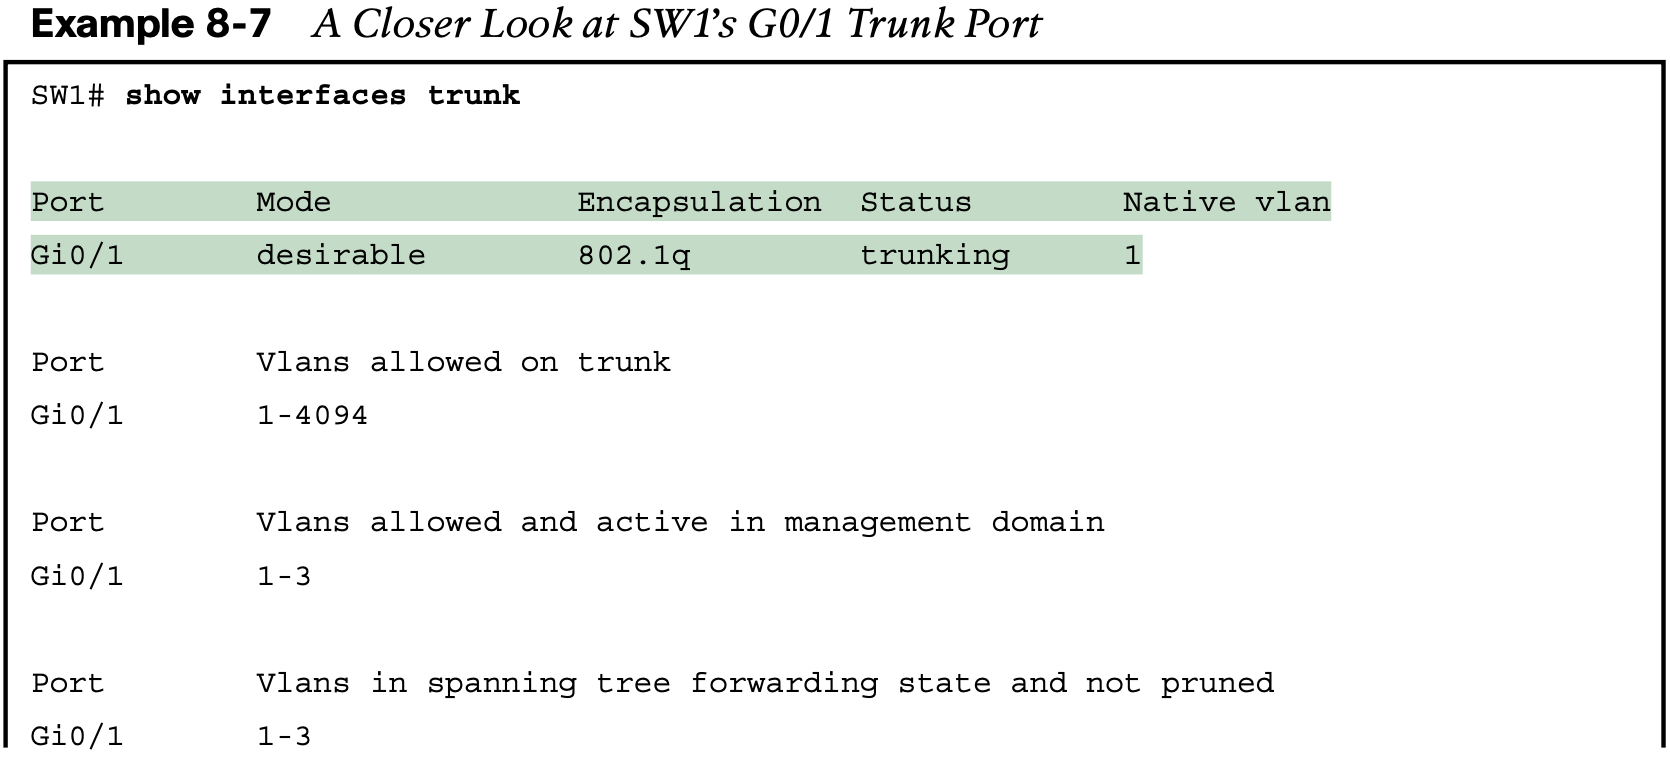 Example 8-7 A Closer Look at SW1's G0/1 Trunk Port
SW1# show interfaces trunk
Port Mode Encapsulation Status Native vlan
Gi0/1 desirable 802.1q trunking 1
Port Vlans allowed on trunk
Gi0/1 1-4094
Port Vlans allowed and active in management domain
Gi0/1 1-3
Port Vlans in spanning tree forwarding state and not pruned
Gi0/1 1-3